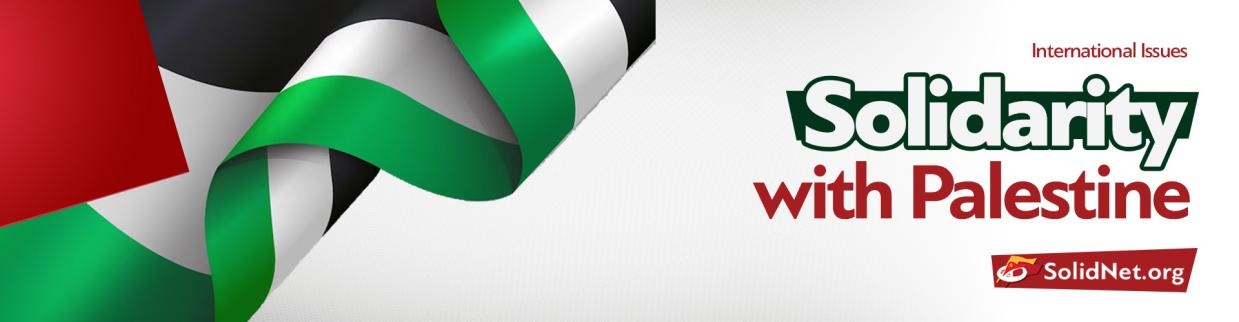 International Issues
Solidarity
with Palestine
SolidNet.org